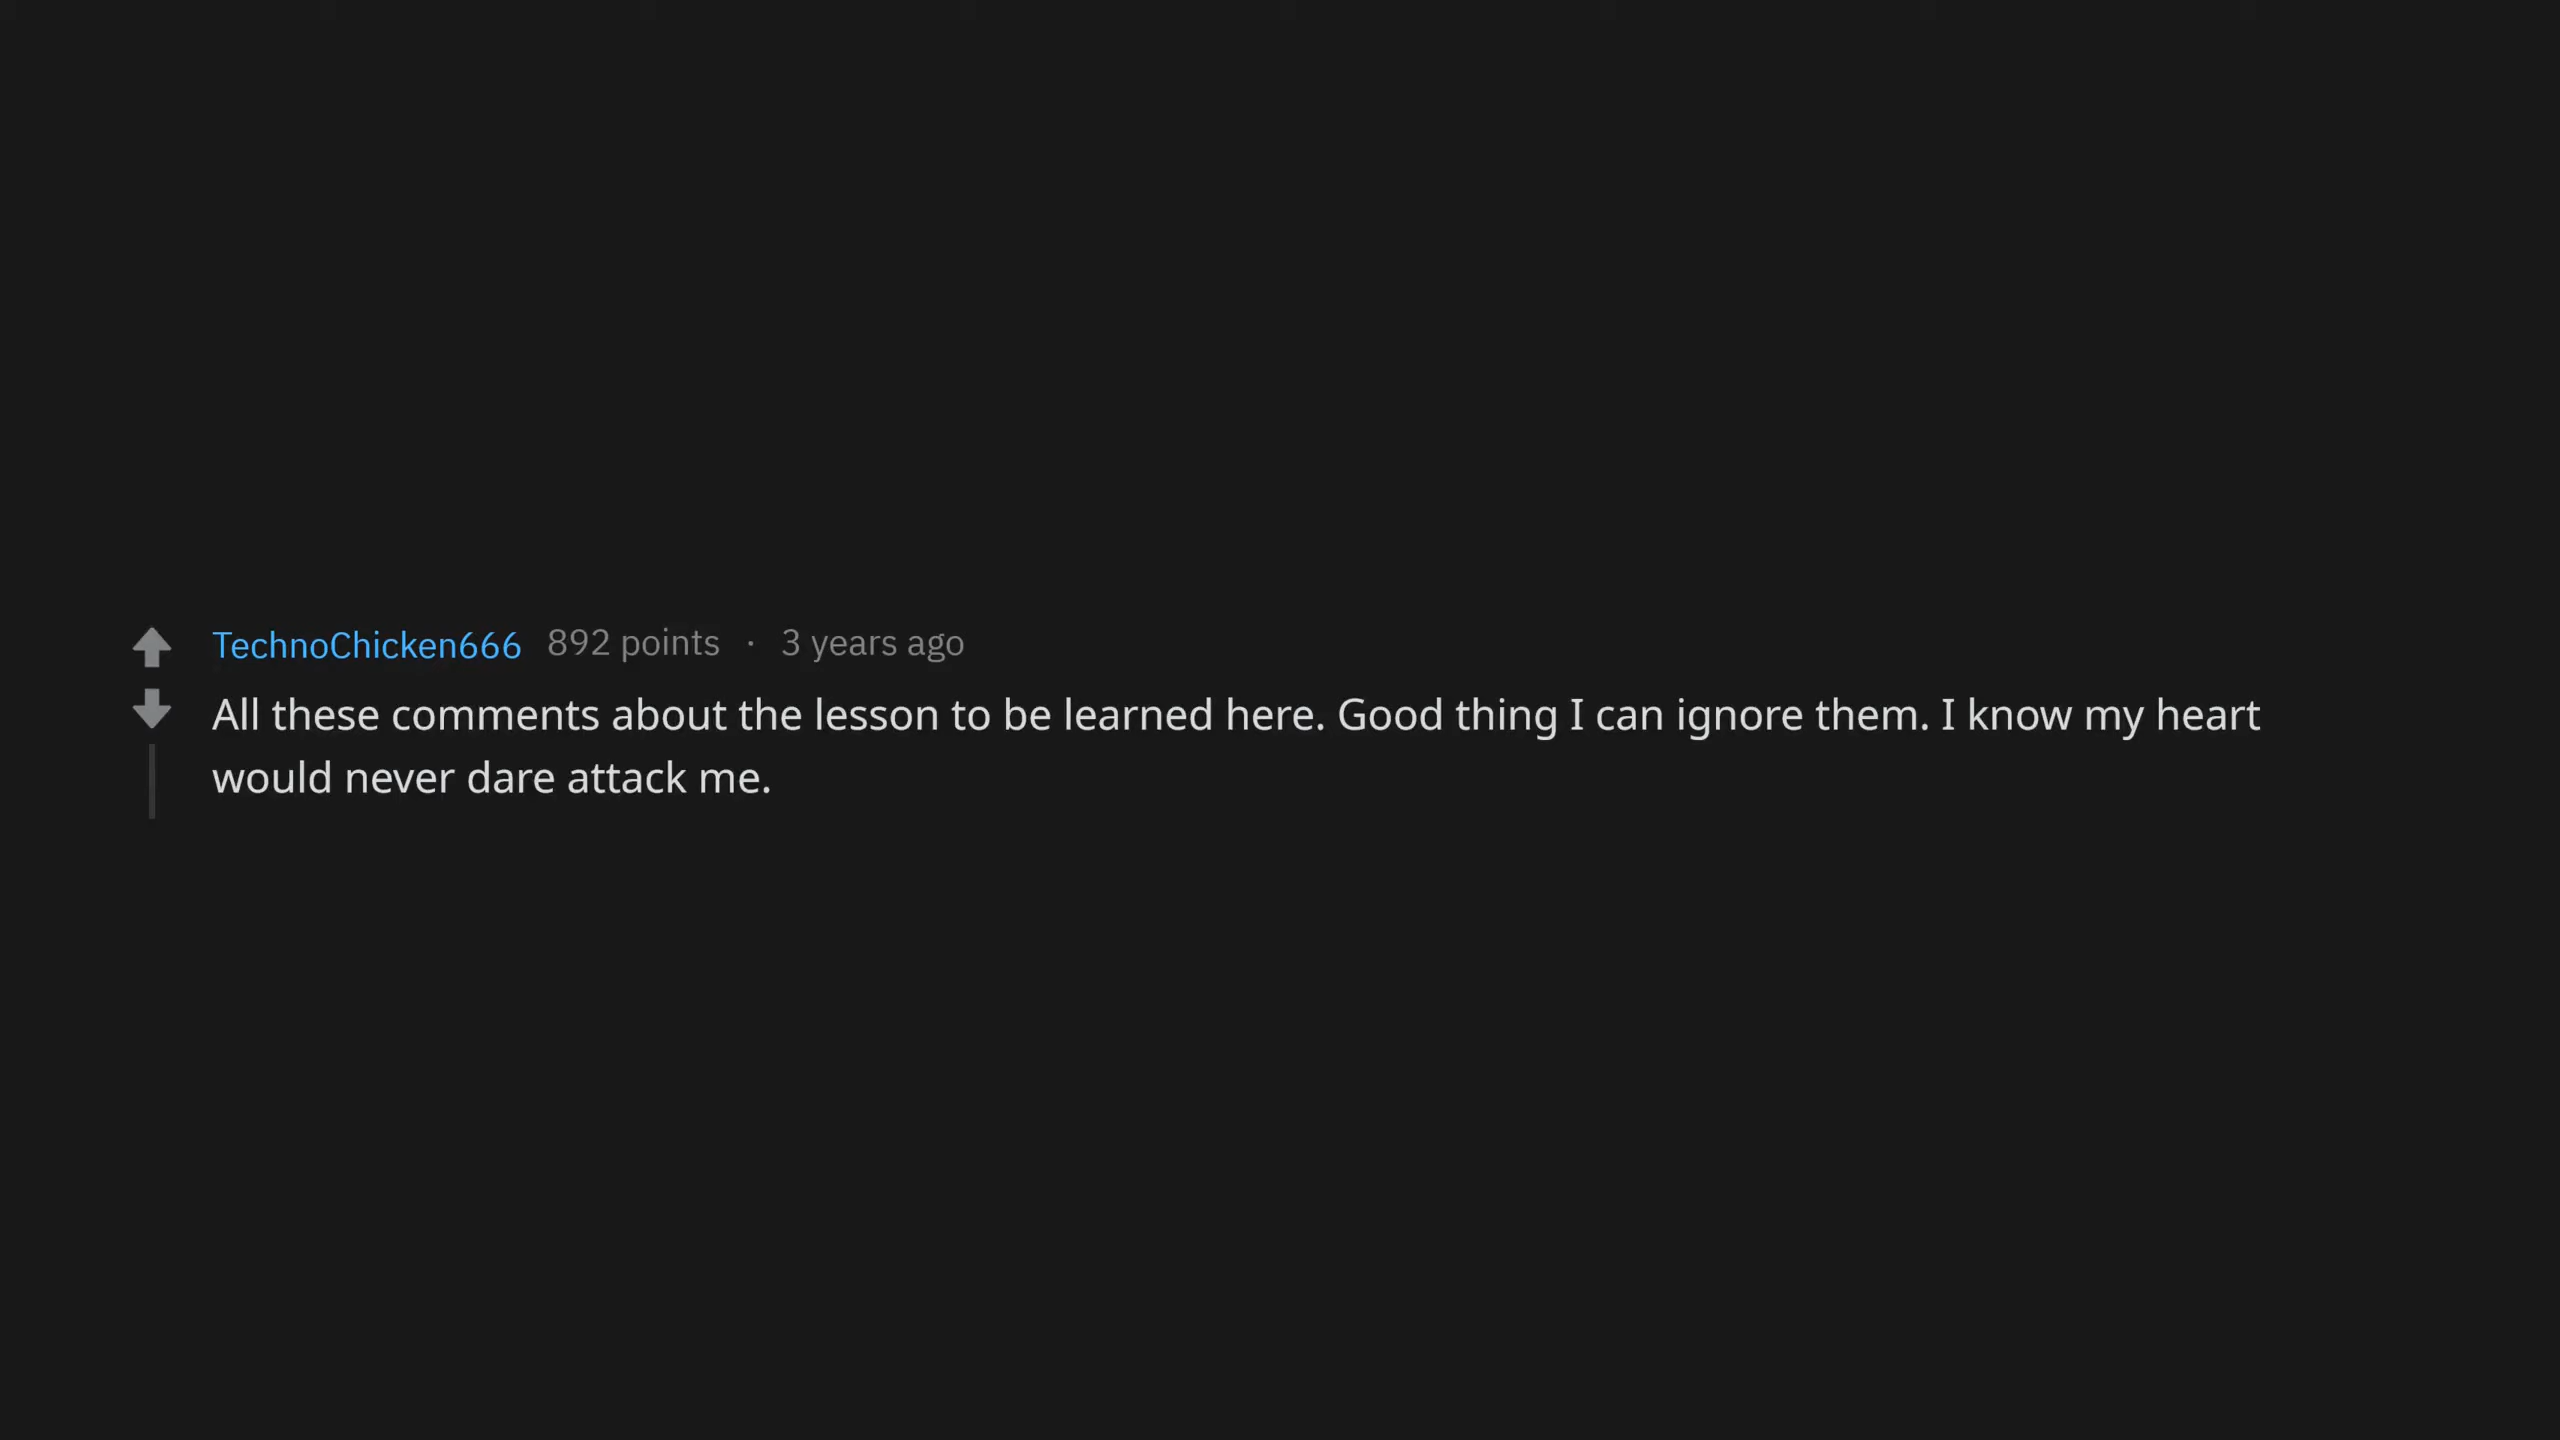 TechnoChicken666 892 points · 3 years ago
All these comments about the lesson to be learned here. Good thing I can ignore them. I know my heart
would never dare attack me.